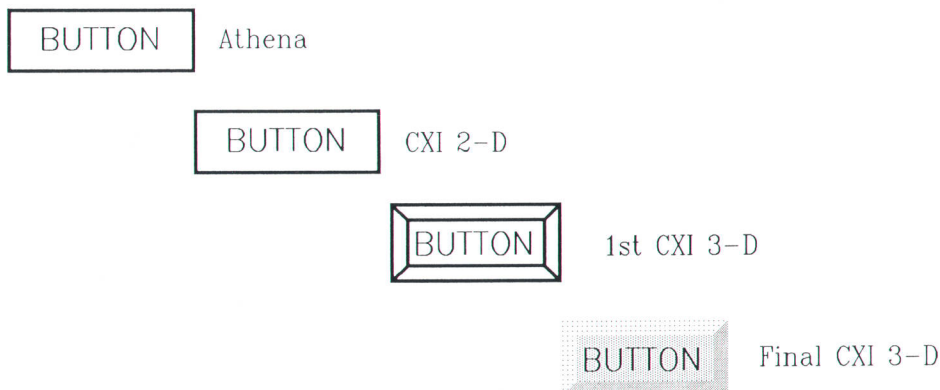 BUTTON Athena
BUTTON CXI 2-D
BUTTON 1st CXI 3-D
BUTTON Final CXI 3-D